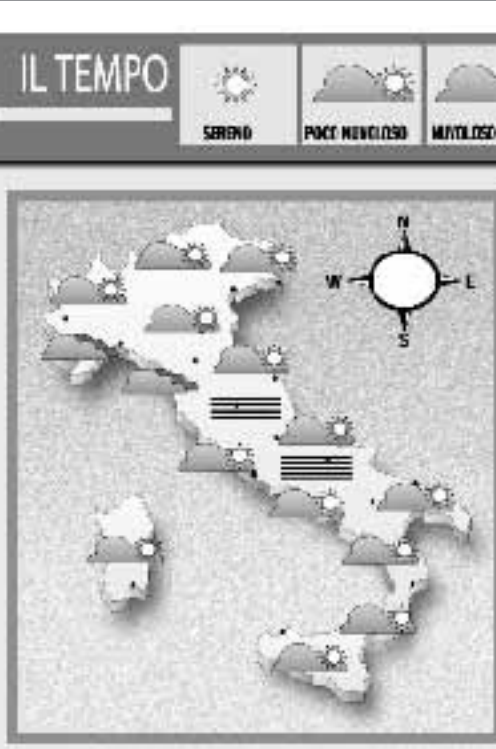 IL TEMPO
SERENO
POCO NUVOLOSO
NUVOLOSO
N
W
L
S